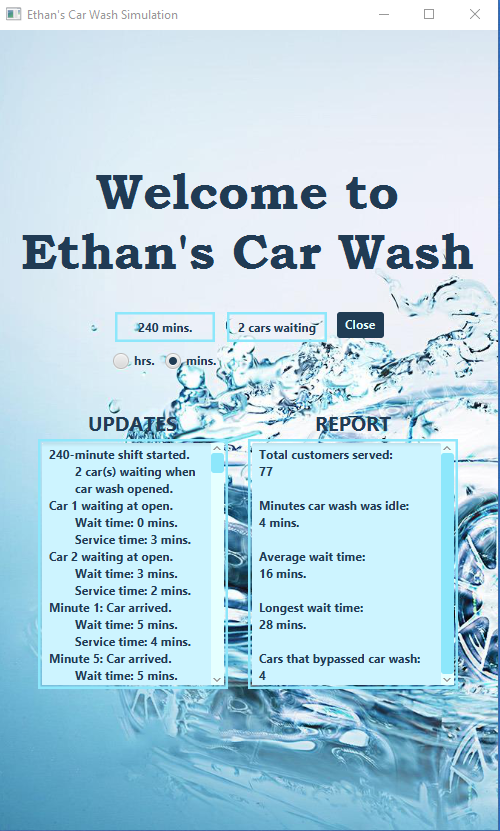 Ethan's Car Wash Simulation
Welcome to
Ethan's Car Wash
240 mins.
2 cars waiting
Close
hrs.
mins.
UPDATES
240-minute shift started.
2 car(s) waiting when
car wash opened.
Car 1 waiting at open.
Wait time: 0 mins.
Service time: 3 mins.
Car 2 waiting at open.
Wait time: 3 mins.
Service time: 2 mins.
Minute 1: Car arrived.
Wait time: 5 mins.
Service time: 4 mins.
Minute 5: Car arrived.
Wait time: 5 mins.
REPORT
Total customers served:
77
Minutes car wash was idle:
4 mins.
Average wait time:
16 mins.
Longest wait time:
28 mins.
Cars that bypassed car wash:
4